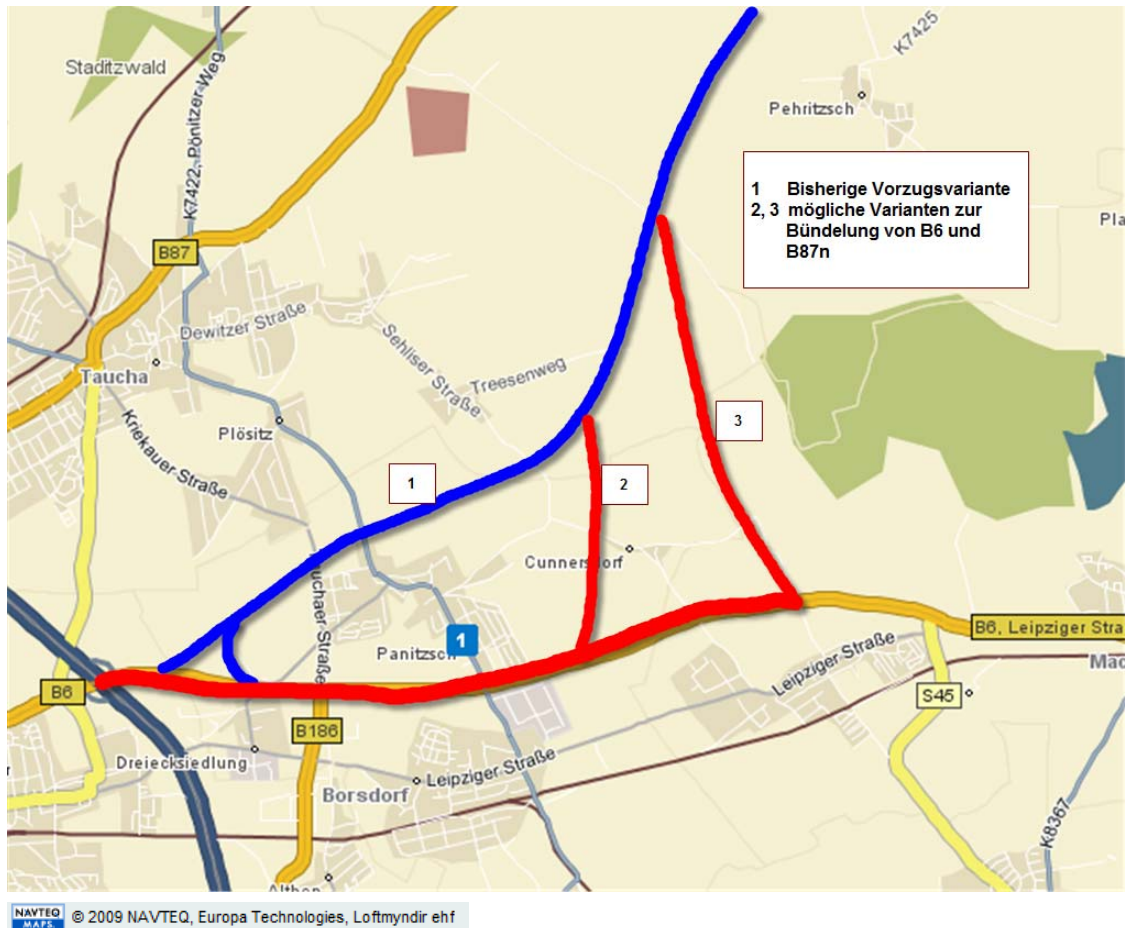 Staditzwald
K7422, Pönitzer Weg
K7425
Pehritzsch
1 Bisherige Vorzugsvariante
2, 3 mögliche Varianten zur
Bündelung von B6 und
B87n
Pla
B87
Dewitzer Straße
Sehliser Straße
Treesenweg
Taucha
Kriekauer Straße
Plösitz
3
1
2
Cunnersdorf
Tauchaer Straße
Panitzsch
1
B6, Leipziger Stra
Leipziger Straße
Mac
B6
S45
B186
Dreiecksiedlung
Leipziger Straße
Borsdorf
K8367
Althen
NAVTEQ
MAPS
© 2009 NAVTEQ, Europa Technologies, Loftmyndir ehf